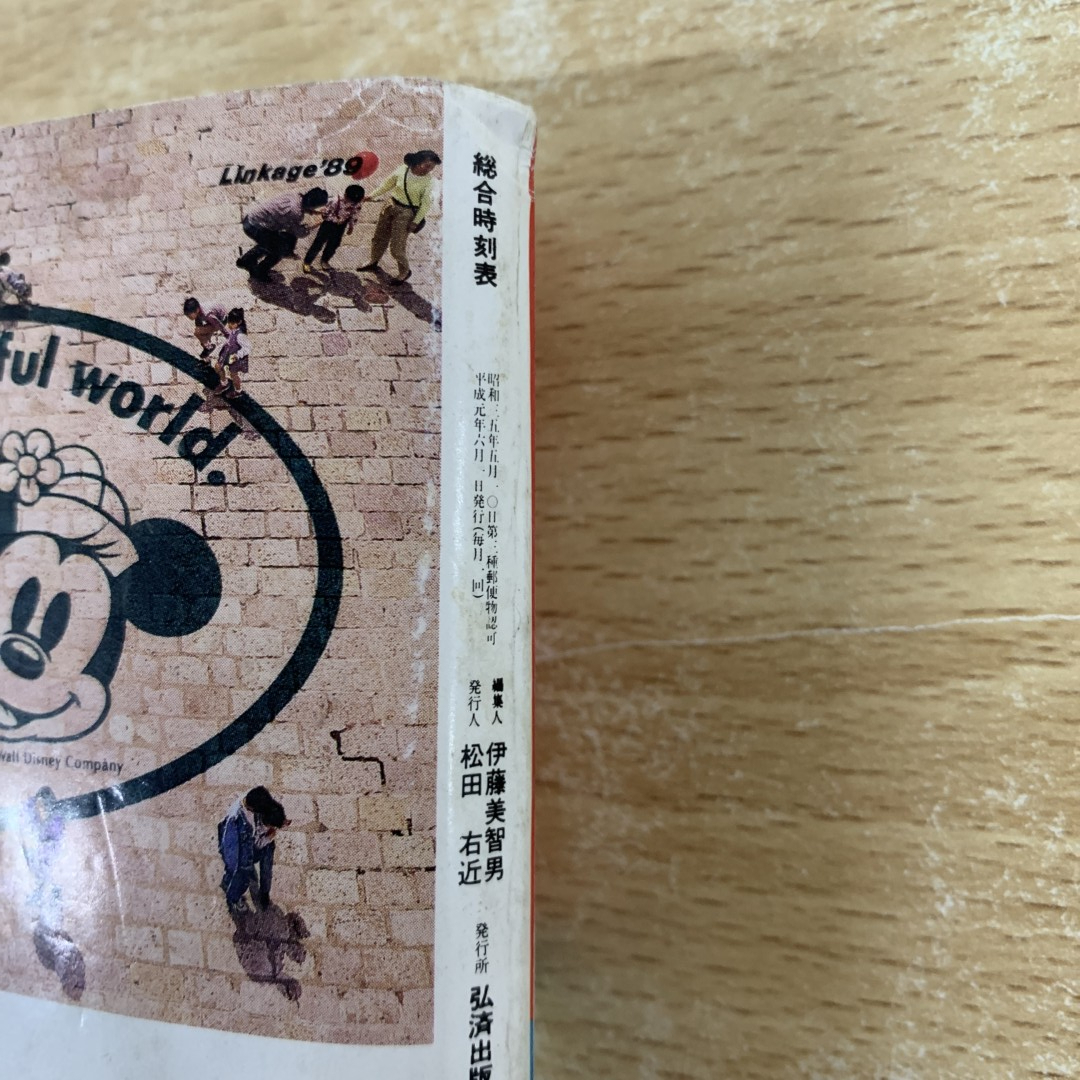 Linkage'89
ful world.
Walt Disney Company
総合時刻表
昭和三五年五月一〇日第三種郵便物認可
平成元年六月一日発行(毎月一回)
編集人 伊藤美智男
発行人 松田右近
発行所 弘済出版